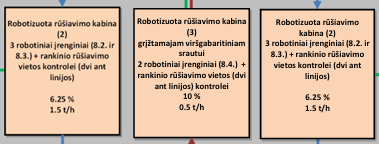 Robotizuota rūšiavimo kabina
(2)
3 robotiniai įrenginiai (8.2. ir
8.3.) + rankinio rūšiavimo
vietos kontrolei (dvi ant
linijos)
6.25 %
1.5 t/h
Robotizuota rūšiavimo kabina
(3)
grįžtamajam viršgabaritiniam
srautui
2 robotiniai įrenginiai (8.4.) +
rankinio rūšiavimo vietos (dvi
ant linijos) kontrolei
10 %
0.5 t/h
Robotizuota rūšiavimo kabina
(2)
3 robotiniai įrenginiai (8.2. ir
8.3.) + rankinio rūšiavimo
vietos kontrolei (dvi ant
linijos)
6.25 %
1.5 t/h